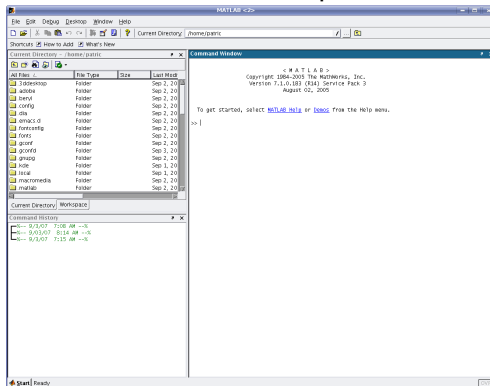 MATLAB <2>
File Edit Debug Desktop Window Help
Current Directory: /home/patric
Shortcuts How to Add What's New
Current Directory - /home/patric
All Files File Type Size Last Modi
.3ddesktop Folder Sep 2, 20
.adobe Folder Sep 2, 20
.beryl Folder Sep 2, 20
.config Folder Sep 2, 20
.dia Folder Sep 2, 20
.emacs.d Folder Sep 2, 20
.fontconfig Folder Sep 2, 20
.fonts Folder Sep 2, 20
.gconf Folder Sep 2, 20
.gconfd Folder Sep 3, 20
.gnupg Folder Sep 2, 20
.kde Folder Sep 1, 20
.local Folder Sep 1, 20
.macromedia Folder Sep 2, 20
.matlab Folder Sep 2, 20
Current Directory Workspace
Command History
%-- 9/3/07 7:08 AM --%
%-- 9/03/07 8:14 AM --%
%-- 9/3/07 7:15 AM --%
Command Window
< M A T L A B >
Copyright 1984-2005 The MathWorks, Inc.
Version 7.1.0.183 (R14) Service Pack 3
August 02, 2005
To get started, select MATLAB Help or Demos from the Help menu.
>>
Start Ready